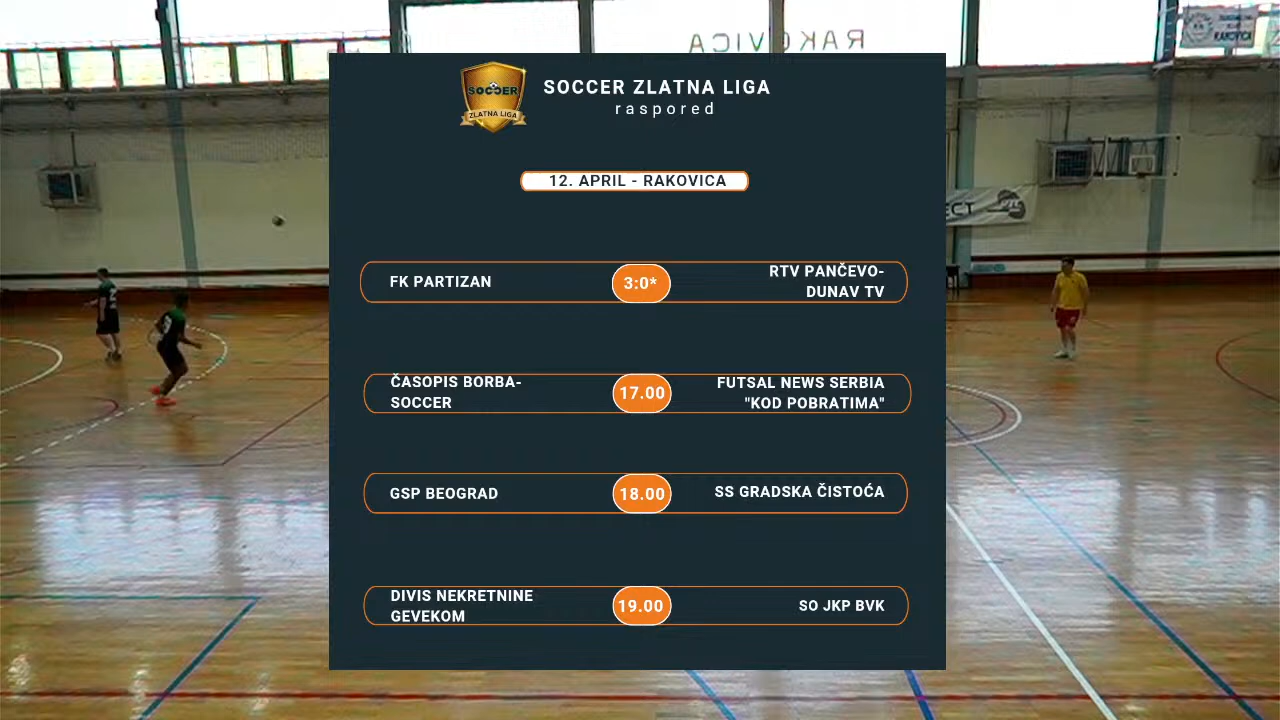 RAKOVICA
RAKOVICA
SOCCER
ZLATNA LIGA
SOCCER ZLATNA LIGA
raspored
12. APRIL - RAKOVICA
ECT
FK PARTIZAN
3:0*
RTV PANČEVO-
DUNAV TV
ČASOPIS BORBA-
SOCCER
17.00
FUTSAL NEWS SERBIA
"KOD POBRATIMA"
GSP BEOGRAD
18.00
SS GRADSKA ČISTOĆA
DIVIS NEKRETNINE
GEVEKOM
19.00
SO JKP BVK